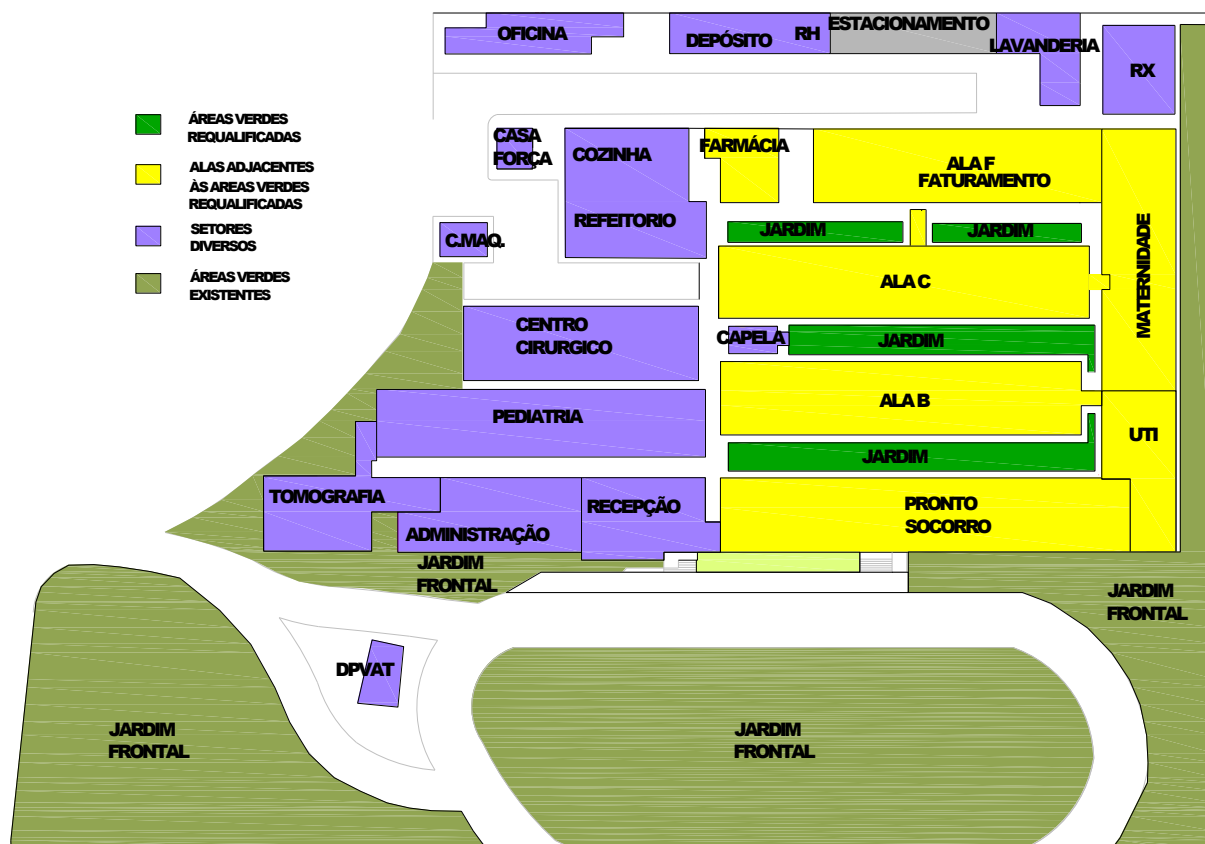 OFICINA
DEPÓSITO
RH
ESTACIONAMENTO
LAVANDERIA
RX
ÁREAS VERDES
REQUALIFICADAS
ALAS ADJACENTES
ÀS AREAS VERDES
REQUALIFICADAS
SETORES
DIVERSOS
ÁREAS VERDES
EXISTENTES
CASA
FORÇA
COZINHA
FARMÁCIA
ALA F
FATURAMENTO
REFEITORIO
JARDIM
JARDIM
C.MAQ.
MATERNIDADE
ALA C
CENTRO
CIRURGICO
CAPELA
JARDIM
ALA B
PEDIATRIA
UTI
JARDIM
TOMOGRAFIA
RECEPÇÃO
PRONTO
SOCORRO
ADMINISTRAÇÃO
JARDIM
FRONTAL
JARDIM
FRONTAL
DPVAT
JARDIM
FRONTAL
JARDIM
FRONTAL